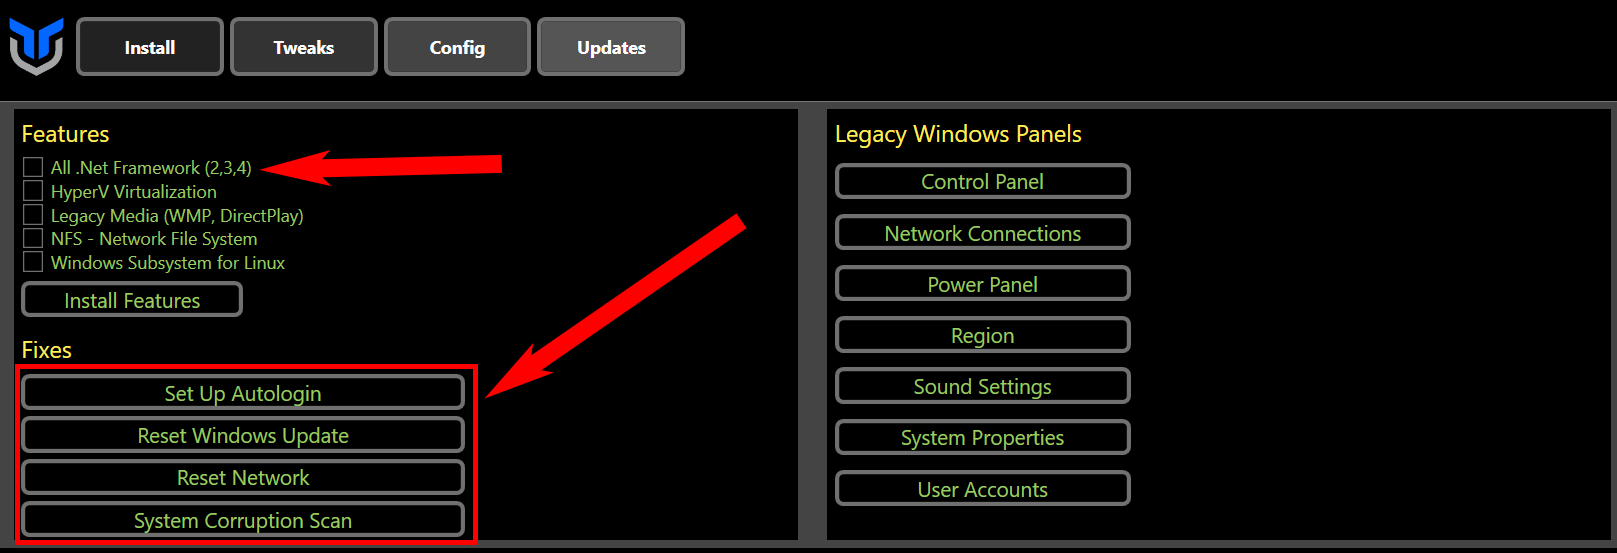 Install
Tweaks
Config
Updates
Features
All .Net Framework (2,3,4)
HyperV Virtualization
Legacy Media (WMP, DirectPlay)
NFS - Network File System
Windows Subsystem for Linux
Install Features
Fixes
Set Up Autologin
Reset Windows Update
Reset Network
System Corruption Scan
Legacy Windows Panels
Control Panel
Network Connections
Power Panel
Region
Sound Settings
System Properties
User Accounts